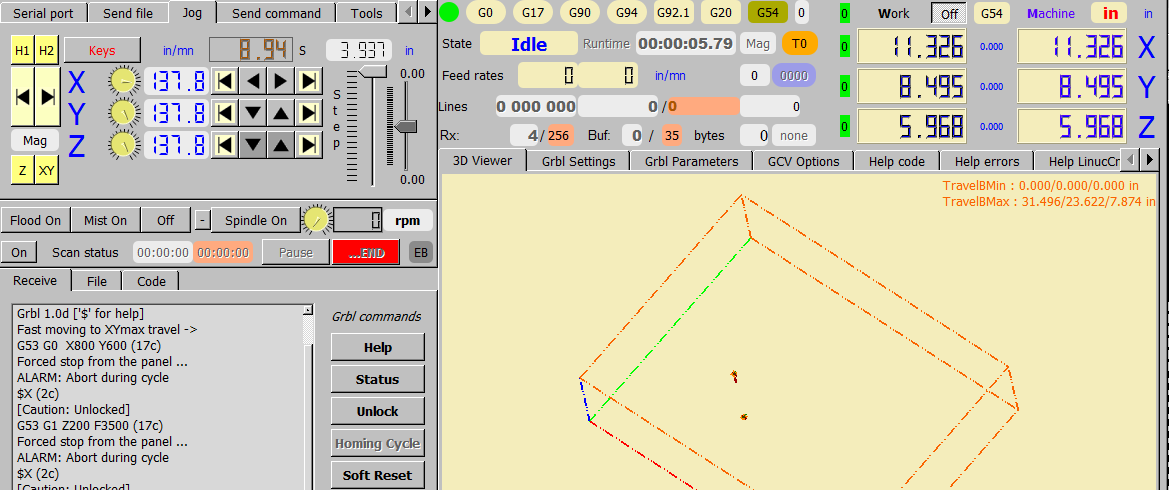 Serial port Send file Jog Send command Tools
H1 H2 Keys in/mn 8.94 S 3.937 in
X 137.8
Y 137.8
Z 137.8
Mag
Z XY
Step
0.00
0.00
Flood On Mist On Off - Spindle On 0 rpm
On Scan status 00:00:00 00:00:00 Pause ...END EB
Receive File Code
Grbl 1.0d ['$' for help]
Fast moving to XYmax travel ->
G53 G0  X800 Y600 (17c)
Forced stop from the panel ...
ALARM: Abort during cycle
$X (2c)
[Caution: Unlocked]
G53 G1 Z200 F3500 (17c)
Forced stop from the panel ...
ALARM: Abort during cycle
$X (2c)
[Caution: Unlocked]
Grbl commands
Help
Status
Unlock
Homing Cycle
Soft Reset
G0 G17 G90 G94 G92.1 G20 G54 0
State Idle Runtime 00:00:05.79 Mag T0
Feed rates 0 0 in/mn 0 0000
Lines 0 000 000 0 / 0 0
Rx: 4 / 256 Buf: 0 / 35 bytes 0 none
0 Work Off G54 Machine in in
0 11.326 0.000 11.326 X
0 8.495 0.000 8.495 Y
0 5.968 0.000 5.968 Z
3D Viewer Grbl Settings Grbl Parameters GCV Options Help code Help errors Help LinucCr
TravelBMin : 0.000/0.000/0.000 in
TravelBMax : 31.496/23.622/7.874 in